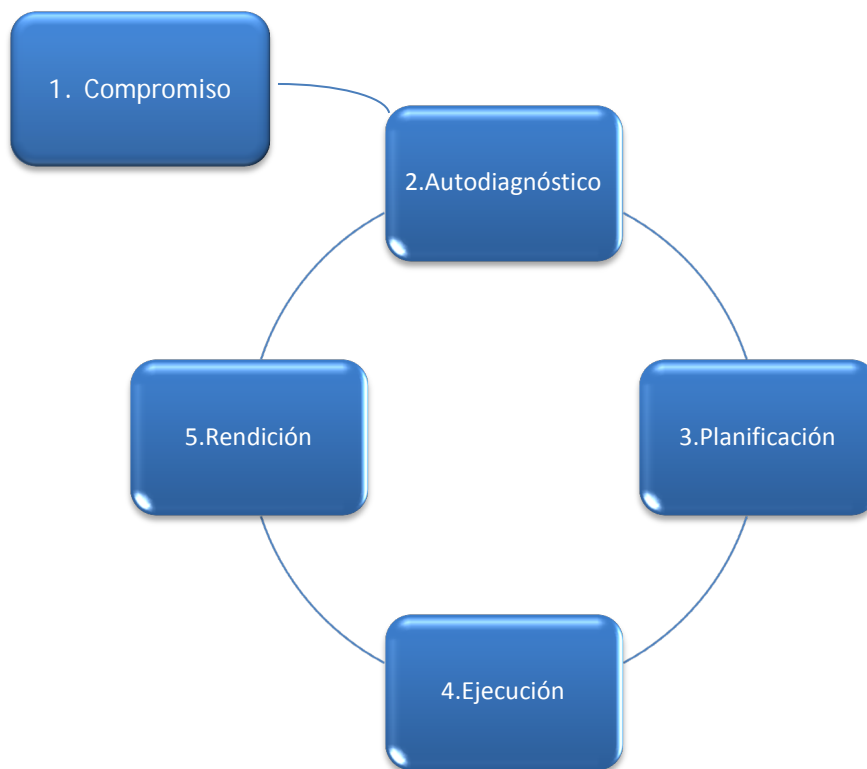 1. Compromiso
2.Autodiagnóstico
3.Planificación
4.Ejecución
5.Rendición